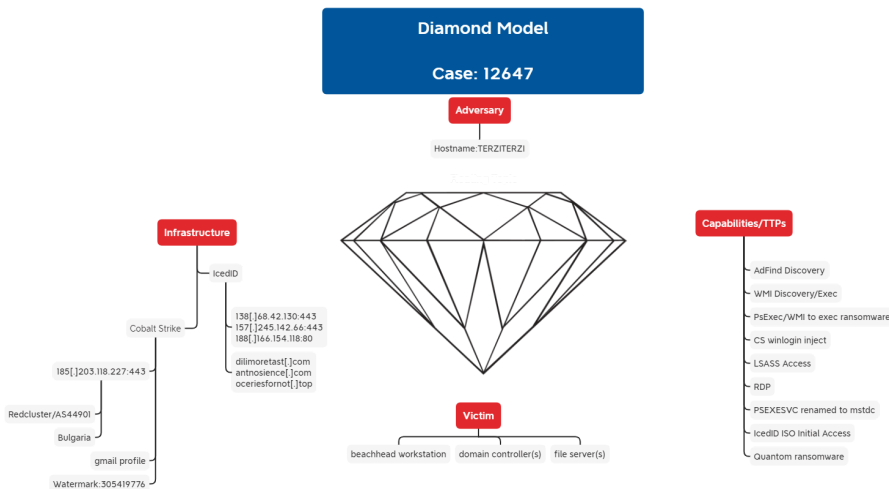 Diamond Model
Case: 12647
Adversary
Hostname:TERZITERZI
Infrastructure
IcedID
138[.]68.42.130:443
157[.]245.142.66:443
188[.]166.154.118:80
dilimoretast[.]com
antnosience[.]com
oceriesfornot[.]top
Cobalt Strike
185[.]203.118.227:443
Redcluster/AS44901
Bulgaria
gmail profile
Watermark:305419776
Victim
beachhead workstation
domain controller(s)
file server(s)
Capabilities/TTPs
AdFind Discovery
WMI Discovery/Exec
PsExec/WMI to exec ransomware
CS winlogin inject
LSASS Access
RDP
PSEXESVC renamed to mstdc
IcedID ISO Initial Access
Quantum ransomware